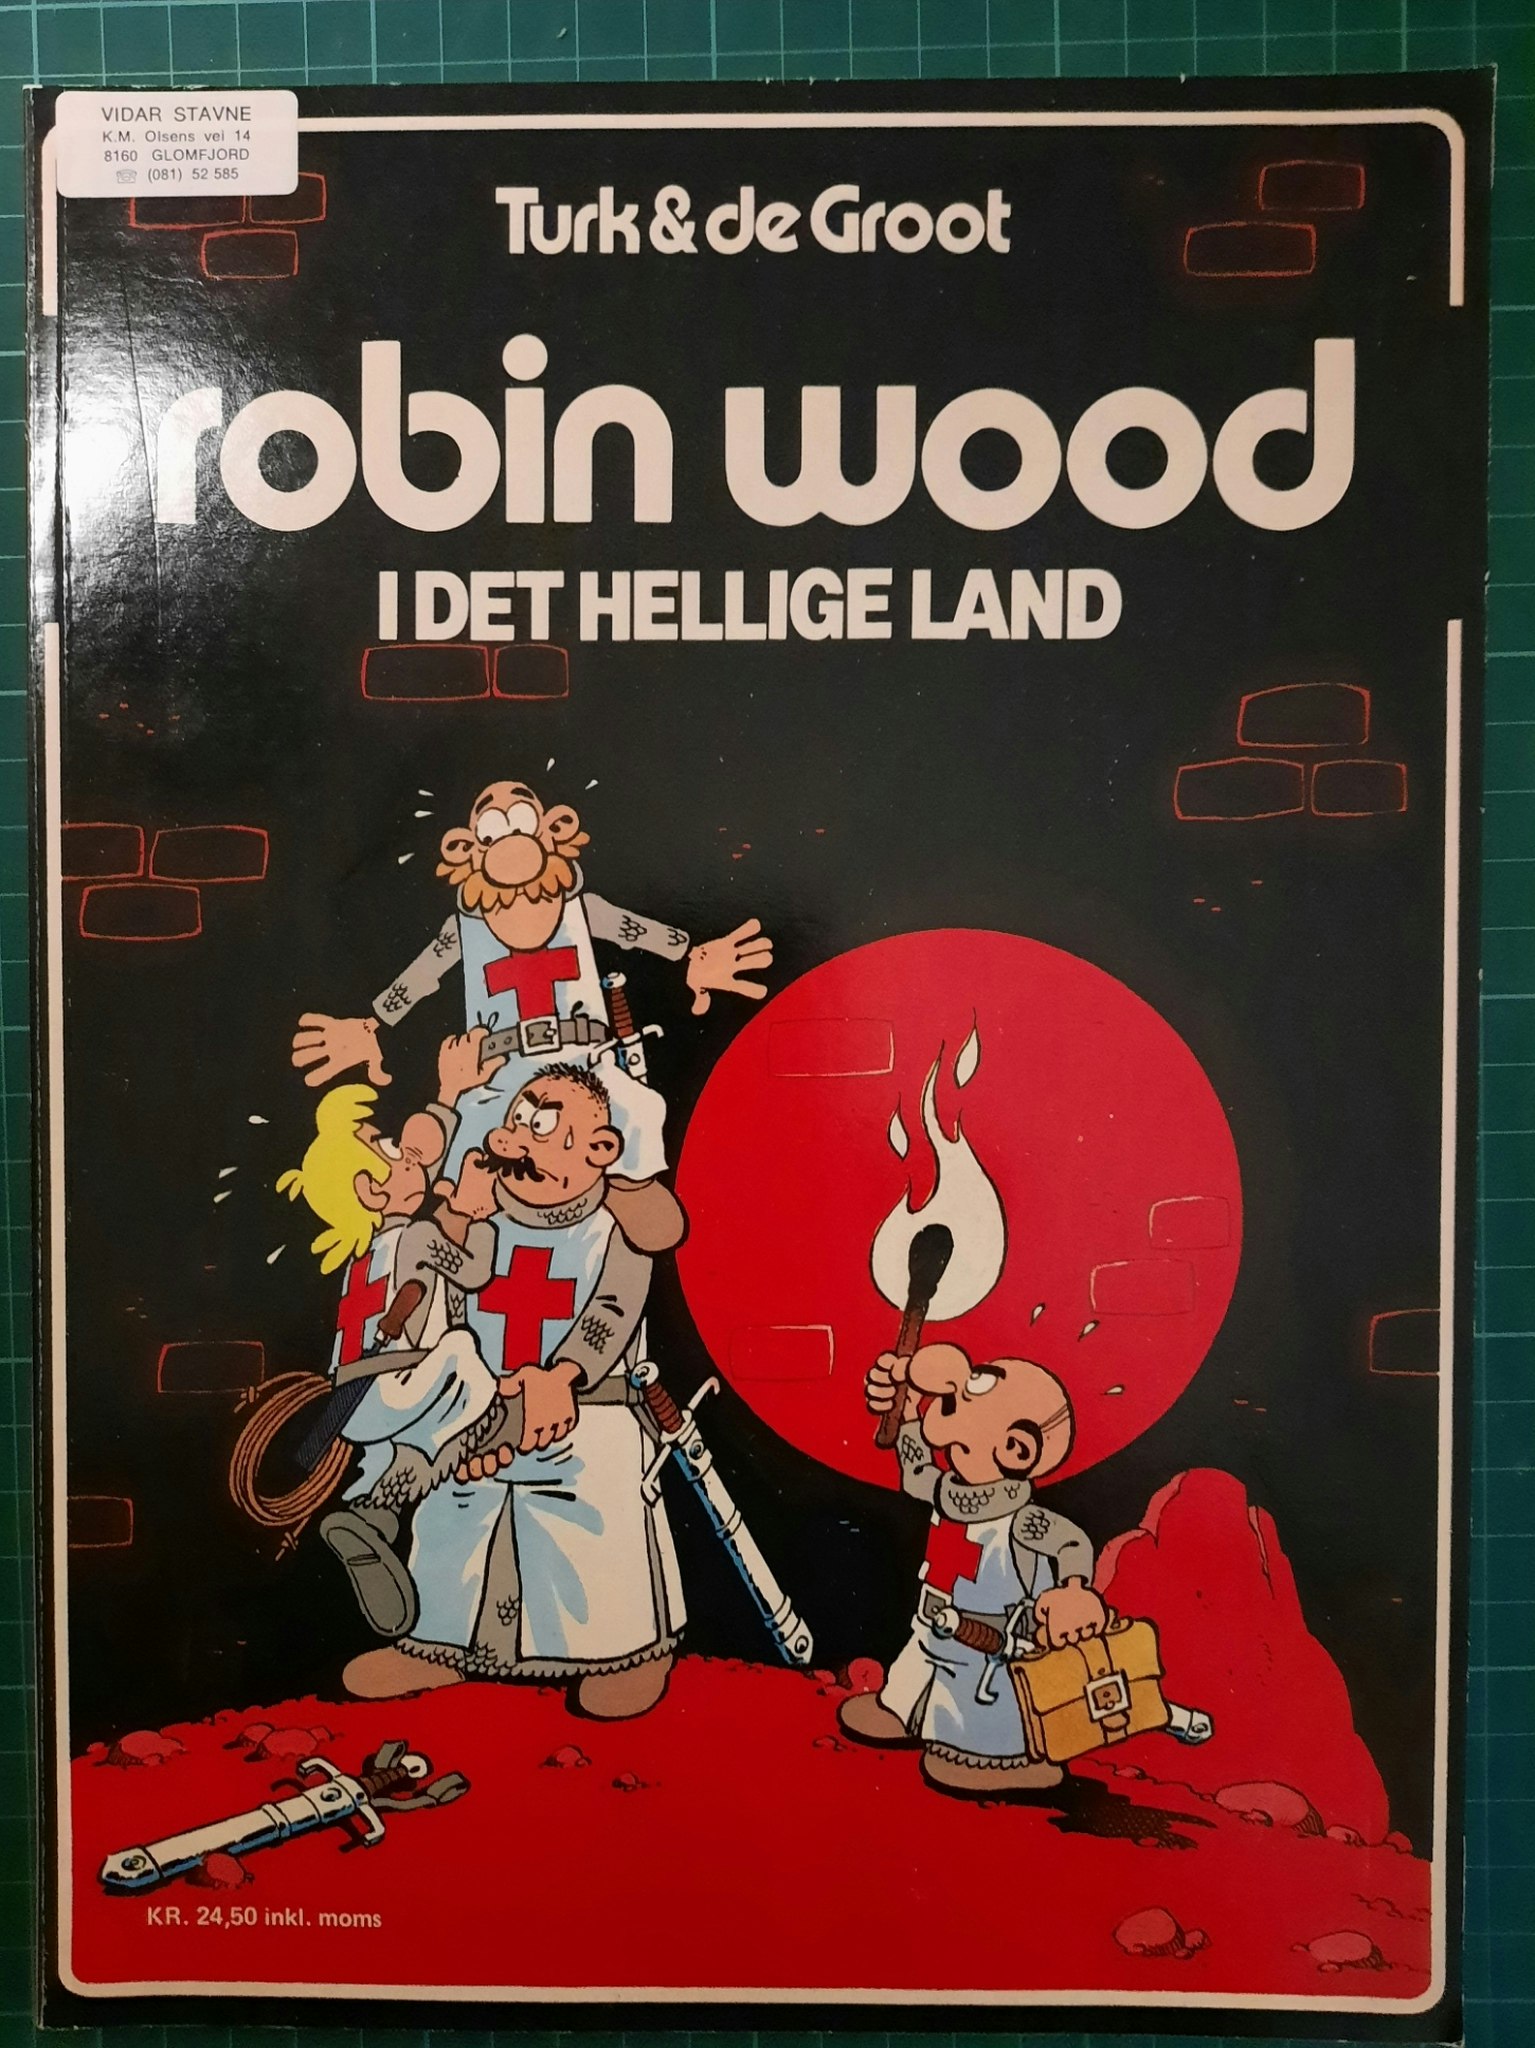 VIDAR STAVNE
K.M. Olsens vei 14
8160 GLOMFJORD
☏ (081) 52 585
Turk & de Groot
robin wood
I DET HELLIGE LAND
KR. 24,50 inkl. moms